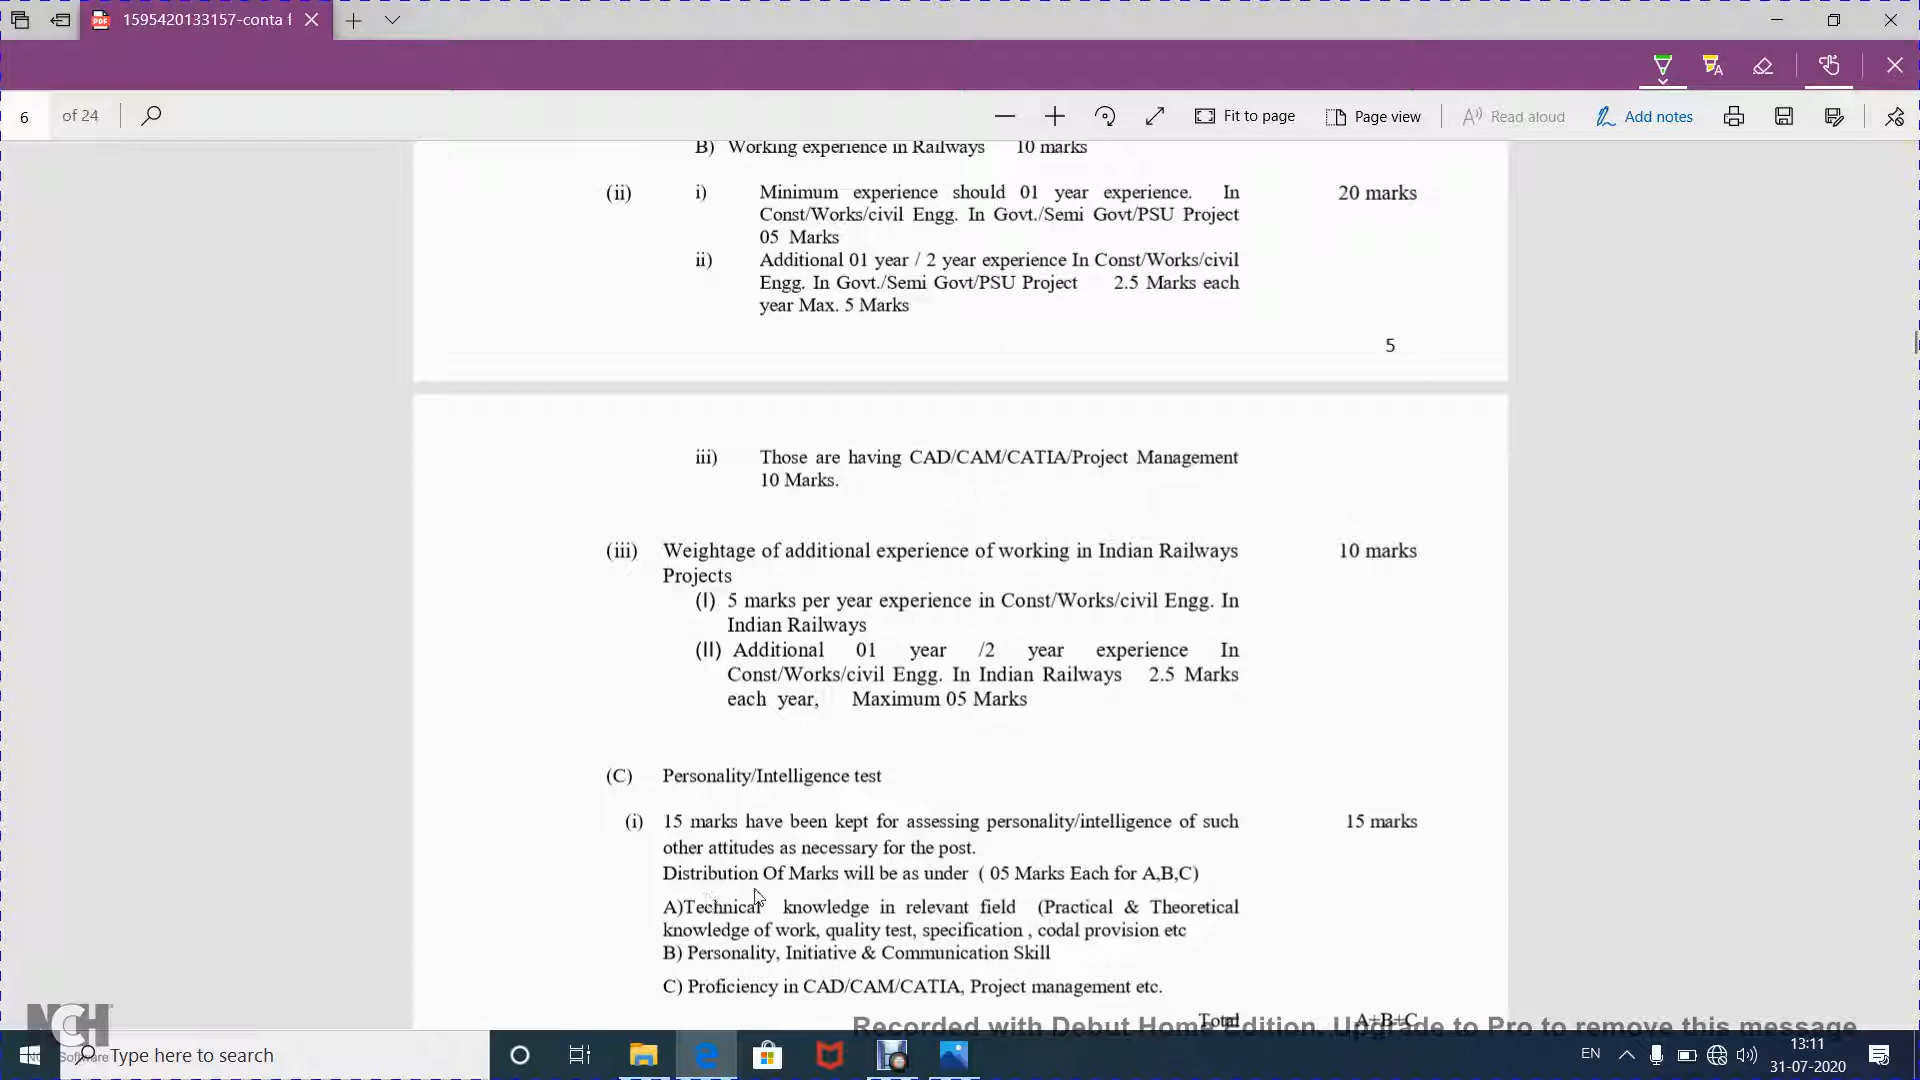 1595420133157-conta f
6 of 24
Fit to page
Page view
Read aloud
Add notes
B) Working experience in Railways 10 marks
(ii) i) Minimum experience should 01 year experience. In 20 marks
Const/Works/civil Engg. In Govt./Semi Govt/PSU Project
05 Marks
ii) Additional 01 year / 2 year experience In Const/Works/civil
Engg. In Govt./Semi Govt/PSU Project 2.5 Marks each
year Max. 5 Marks
5
iii) Those are having CAD/CAM/CATIA/Project Management
10 Marks.
(iii) Weightage of additional experience of working in Indian Railways 10 marks
Projects
(I) 5 marks per year experience in Const/Works/civil Engg. In
Indian Railways
(II) Additional 01 year /2 year experience In
Const/Works/civil Engg. In Indian Railways 2.5 Marks
each year, Maximum 05 Marks
(C) Personality/Intelligence test
(i) 15 marks have been kept for assessing personality/intelligence of such 15 marks
other attitudes as necessary for the post.
Distribution Of Marks will be as under ( 05 Marks Each for A,B,C)
A)Technical knowledge in relevant field (Practical & Theoretical
knowledge of work, quality test, specification , codal provision etc
B) Personality, Initiative & Communication Skill
C) Proficiency in CAD/CAM/CATIA, Project management etc.
Total A+B+C
Recorded with Debut Home Edition. Upgrade to Pro to remove this message
NCH
Software
Type here to search
EN
13:11
31-07-2020